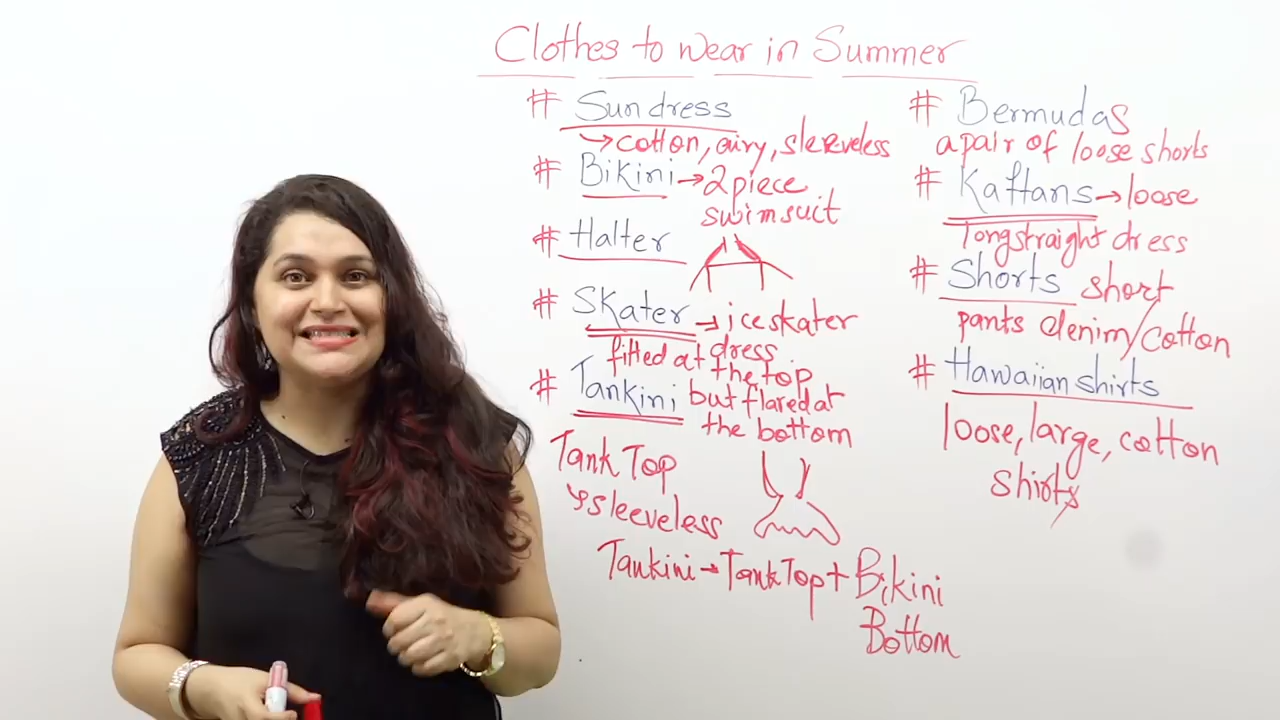 Clothes to wear in Summer
# Sundress
→ cotton, airy, sleeveless
# Bikini → 2 piece
swimsuit
# Halter
# Skater → ice skater
dress
fitted at the top
# Tankini but flared at
the bottom
Tank Top
↳ sleeveless
Tankini → Tank Top + Bikini
Bottom
# Bermudas
a pair of loose shorts
# Kaftans → loose
longstraight dress
# Shorts short
pants denim/cotton
# Hawaiian shirts
loose, large, cotton
shirts